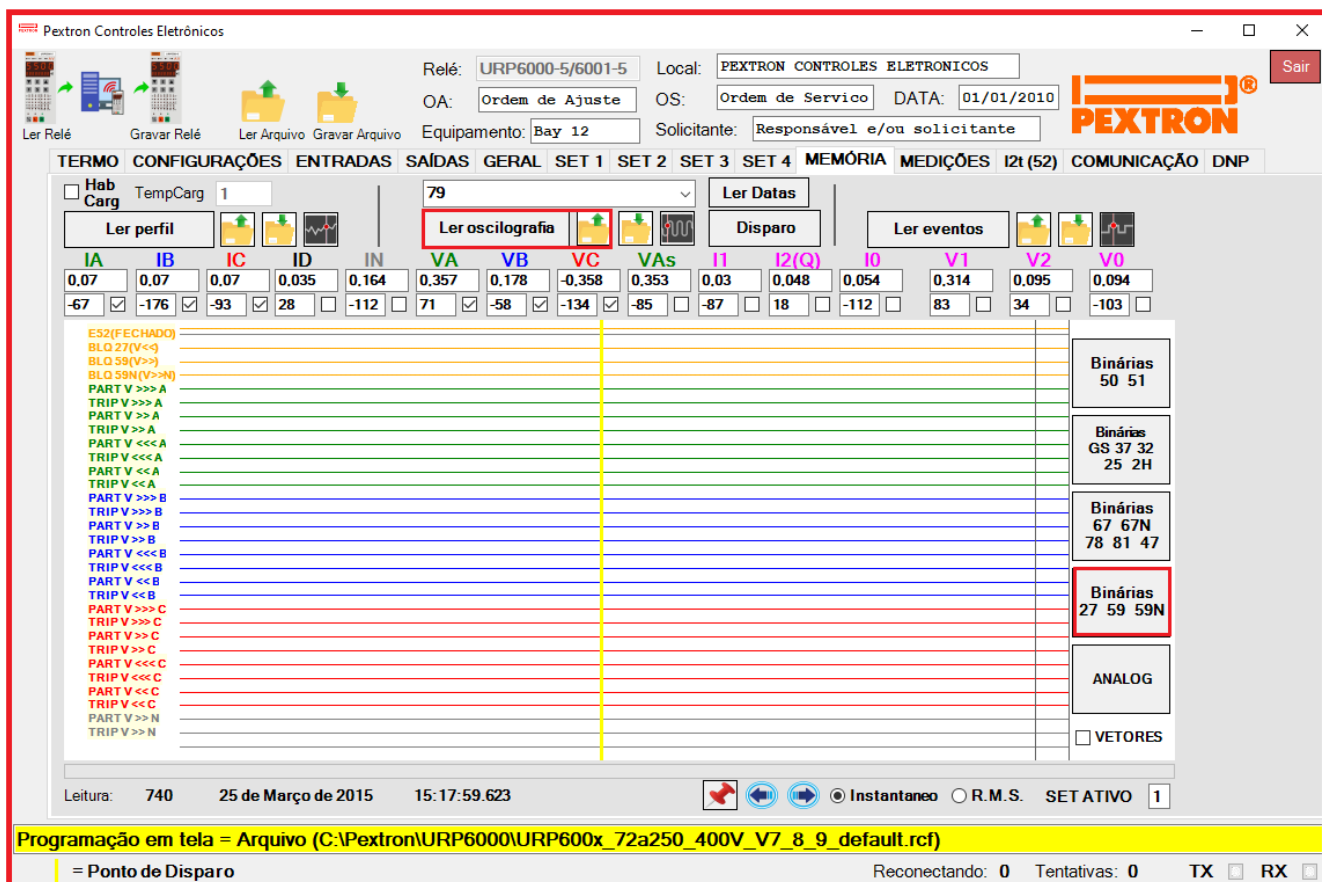 Pextron Controles Eletrônicos
Ler Relé
Gravar Relé
Ler Arquivo
Gravar Arquivo
Relé: URP6000-5/6001-5
Local: PEXTRON CONTROLES ELETRONICOS
OA: Ordem de Ajuste
OS: Ordem de Servico
DATA: 01/01/2010
Equipamento: Bay 12
Solicitante: Responsável e/ou solicitante
PEXTRON®
Sair
TERMO CONFIGURAÇÕES ENTRADAS SAÍDAS GERAL SET 1 SET 2 SET 3 SET 4 MEMÓRIA MEDIÇÕES I2t (52) COMUNICAÇÃO DNP
Hab Carg
TempCarg 1
79
Ler Datas
Ler perfil
Ler oscilografia
Disparo
Ler eventos
IA IB IC ID IN VA VB VC VAs I1 I2(Q) I0 V1 V2 V0
0,07 0,07 0,07 0,035 0,164 0,357 0,178 -0,358 0,353 0,03 0,048 0,054 0,314 0,095 0,094
-67 -176 -93 28 -112 71 -58 -134 -85 -87 18 -112 83 34 -103
E52(FECHADO)
BLQ 27(V<<)
BLQ 59(V>>)
BLQ 59N(V>>N)
PART V >>> A
TRIP V >>> A
PART V >> A
TRIP V >> A
PART V <<< A
TRIP V <<< A
PART V << A
TRIP V << A
PART V >>> B
TRIP V >>> B
PART V >> B
TRIP V >> B
PART V <<< B
TRIP V <<< B
PART V << B
TRIP V << B
PART V >>> C
TRIP V >>> C
PART V >> C
TRIP V >> C
PART V <<< C
TRIP V <<< C
PART V << C
TRIP V << C
PART V >> N
TRIP V >> N
Binárias
50 51
Binárias
GS 37 32
25 2H
Binárias
67 67N
78 81 47
Binárias
27 59 59N
ANALOG
VETORES
Leitura: 740 25 de Março de 2015 15:17:59.623
Instantaneo R.M.S. SET ATIVO 1
Programação em tela = Arquivo (C:\Pextron\URP6000\URP600x_72a250_400V_V7_8_9_default.rcf)
= Ponto de Disparo
Reconectando: 0 Tentativas: 0 TX RX